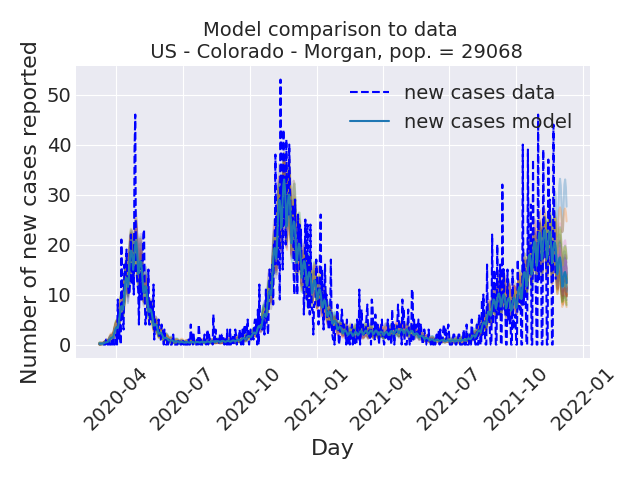 Model comparison to data
US - Colorado - Morgan, pop. = 29068
Number of new cases reported
50
40
30
20
10
0
new cases data
new cases model
2020-04
2020-07
2020-10
2021-01
2021-04
2021-07
2021-10
2022-01
Day